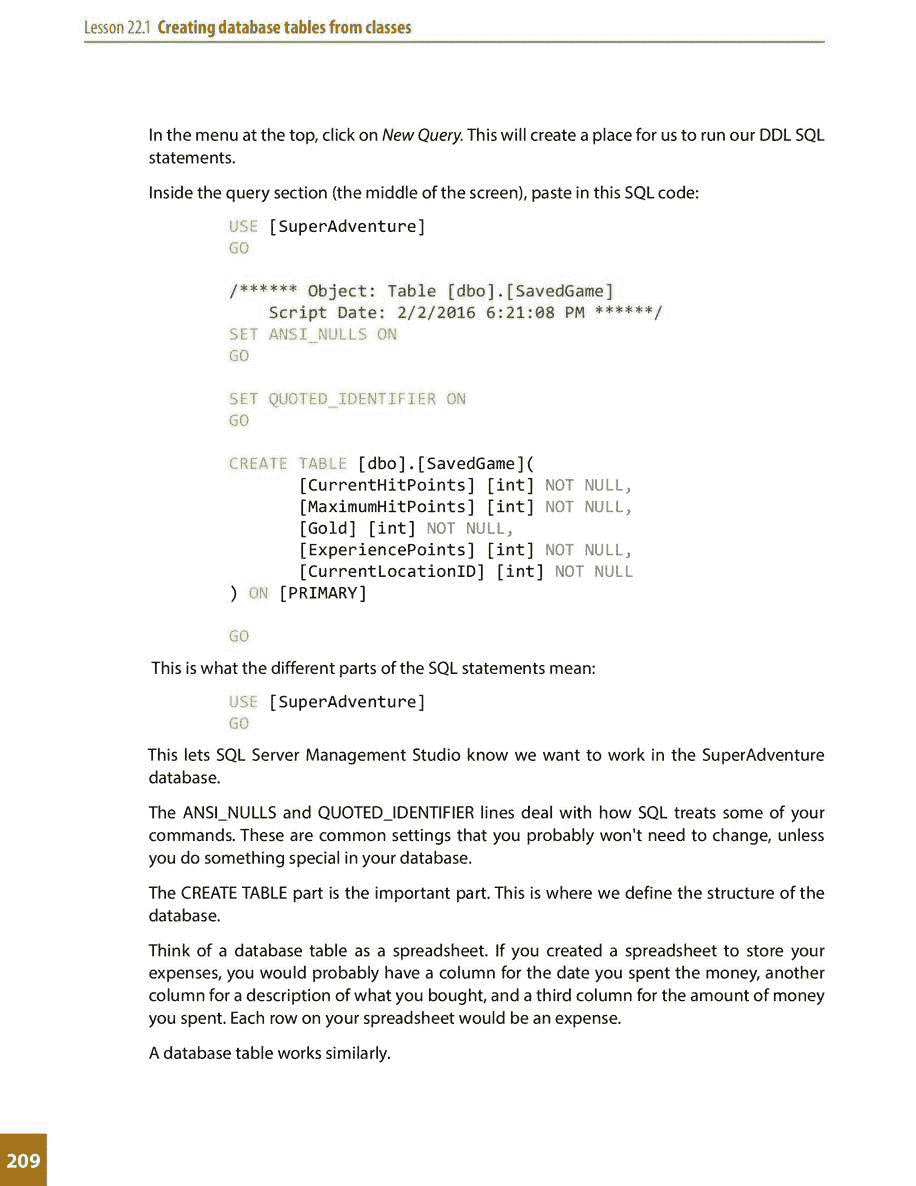 Lesson 22.1 Creating database tables from classes
In the menu at the top, click on New Query. This will create a place for us to run our DDL SQL
statements.
Inside the query section (the middle of the screen), paste in this SQL code:
USE [SuperAdventure]
GO
/****** Object: Table [dbo].[SavedGame]
Script Date: 2/2/2016 6:21:08 PM ******/
SET ANSI_NULLS ON
GO
SET QUOTED_IDENTIFIER ON
GO
CREATE TABLE [dbo].[SavedGame](
[CurrentHitPoints] [int] NOT NULL,
[MaximumHitPoints] [int] NOT NULL,
[Gold] [int] NOT NULL,
[ExperiencePoints] [int] NOT NULL,
[CurrentLocationID] [int] NOT NULL
) ON [PRIMARY]
GO
This is what the different parts of the SQL statements mean:
USE [SuperAdventure]
GO
This lets SQL Server Management Studio know we want to work in the SuperAdventure
database.
The ANSI_NULLS and QUOTED_IDENTIFIER lines deal with how SQL treats some of your
commands. These are common settings that you probably won't need to change, unless
you do something special in your database.
The CREATE TABLE part is the important part. This is where we define the structure of the
database.
Think of a database table as a spreadsheet. If you created a spreadsheet to store your
expenses, you would probably have a column for the date you spent the money, another
column for a description of what you bought, and a third column for the amount of money
you spent. Each row on your spreadsheet would be an expense.
A database table works similarly.
209